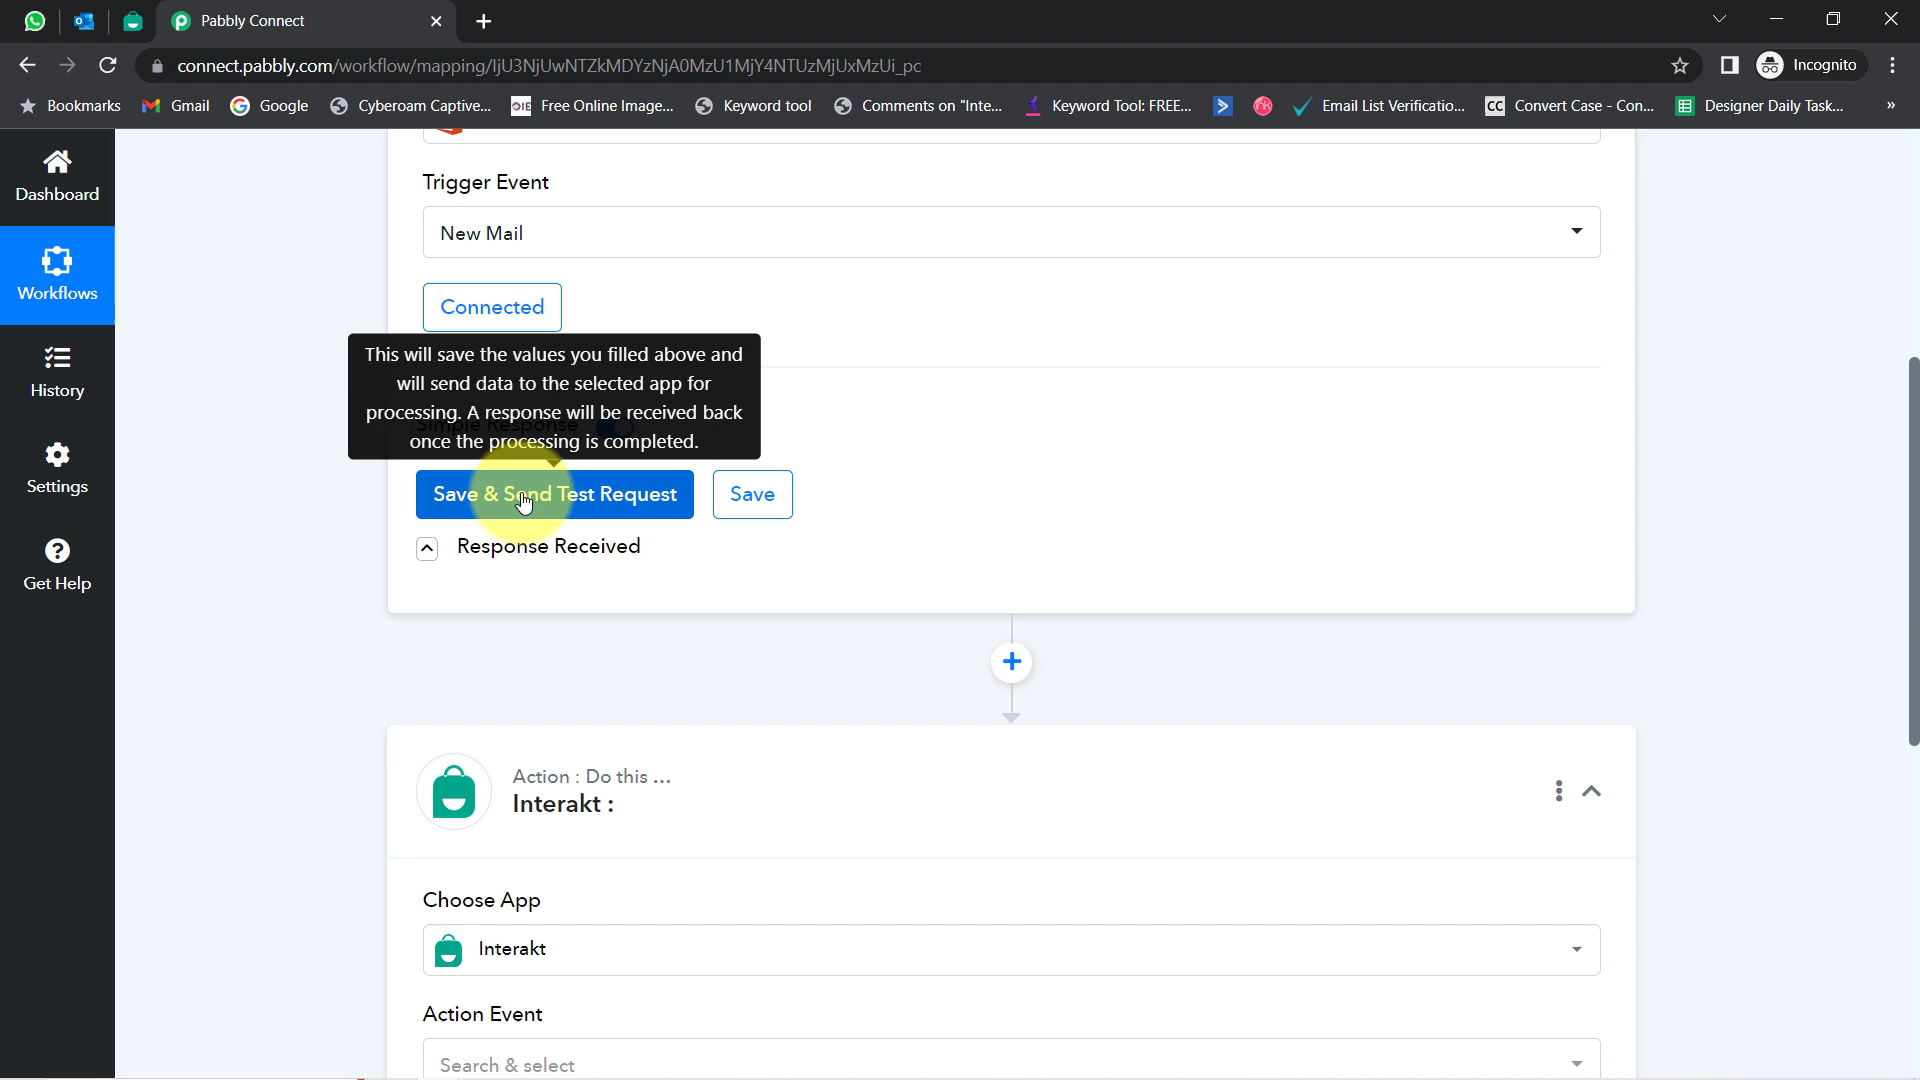 Pabbly Connect
connect.pabbly.com/workflow/mapping/IjU3NjUwNTZkMDYzNjA0MzU1MjY4NTUzMjUxMzUi_pc
Incognito
Bookmarks
Gmail
Google
Cyberoam Captive...
OIE Free Online Image...
Keyword tool
Comments on "Inte...
Keyword Tool: FREE...
Email List Verificatio...
CC Convert Case - Con...
Designer Daily Task...
»
Dashboard
Workflows
History
Settings
Get Help
Trigger Event
New Mail
Connected
This will save the values you filled above and
will send data to the selected app for
processing. A response will be received back
once the processing is completed.
Simple Response
Save & Send Test Request
Save
Response Received
Action : Do this ...
Interakt :
Choose App
Interakt
Action Event
Search & select